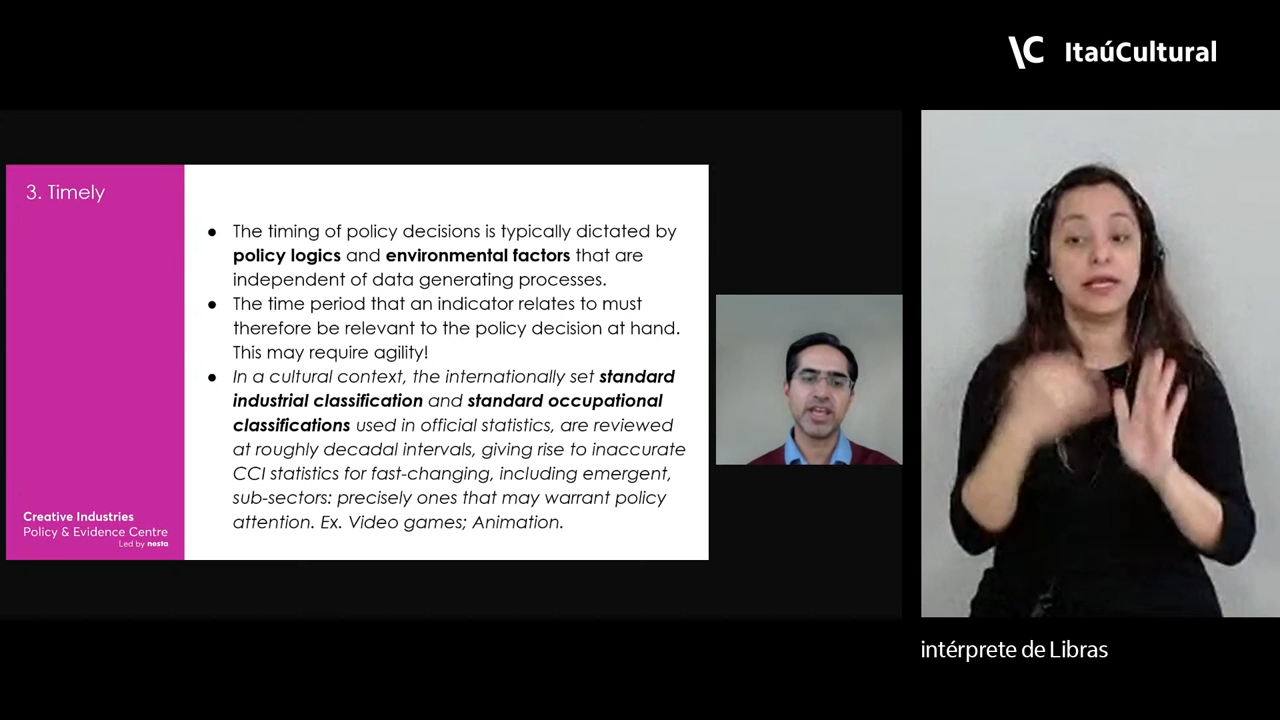 \C ItaúCultural
3. Timely
● The timing of policy decisions is typically dictated by
policy logics and environmental factors that are
independent of data generating processes.
● The time period that an indicator relates to must
therefore be relevant to the policy decision at hand.
This may require agility!
● In a cultural context, the internationally set standard
industrial classification and standard occupational
classifications used in official statistics, are reviewed
at roughly decadal intervals, giving rise to inaccurate
CCI statistics for fast-changing, including emergent,
sub-sectors: precisely ones that may warrant policy
attention. Ex. Video games; Animation.
Creative Industries
Policy & Evidence Centre
Led by nesta
intérprete de Libras